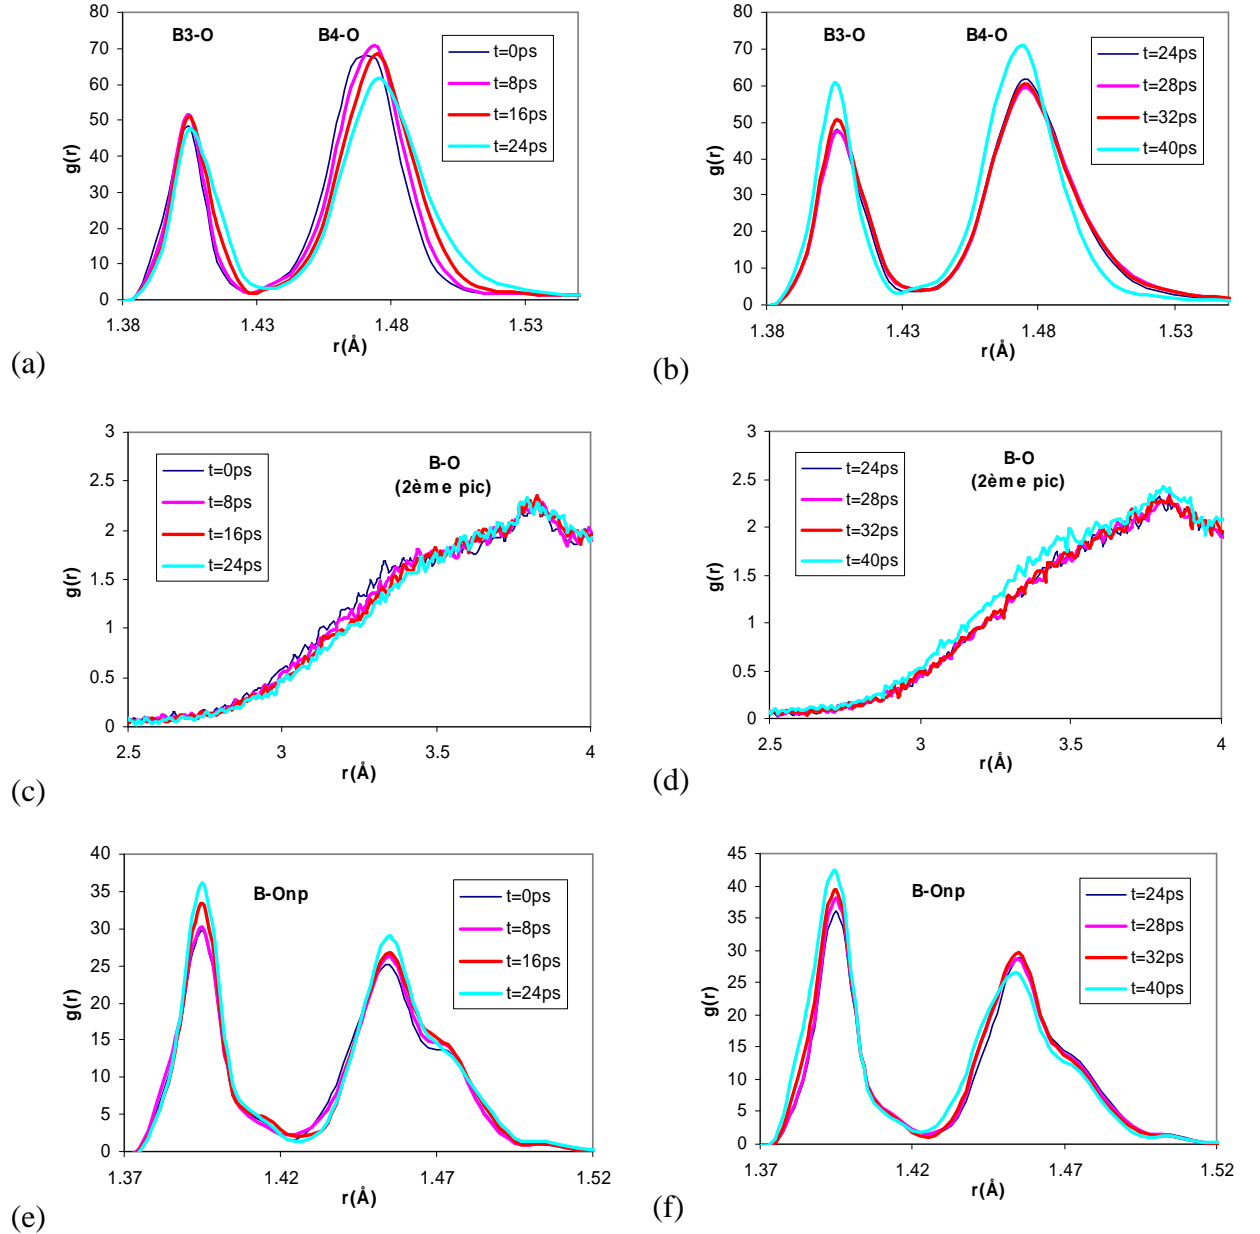 80
70
60
50
40
30
20
10
0
g(r)
B3-O
B4-O
t=0ps
t=8ps
t=16ps
t=24ps
1.38
1.43
1.48
1.53
r(Å)
(a)
80
70
60
50
40
30
20
10
0
g(r)
B3-O
B4-O
t=24ps
t=28ps
t=32ps
t=40ps
1.38
1.43
1.48
1.53
r(Å)
(b)
3
2.5
2
1.5
1
0.5
0
g(r)
t=0ps
t=8ps
t=16ps
t=24ps
B-O
(2ème pic)
2.5
3
3.5
4
r(Å)
(c)
3
2.5
2
1.5
1
0.5
0
g(r)
t=24ps
t=28ps
t=32ps
t=40ps
B-O
(2ème pic)
2.5
3
3.5
4
r(Å)
(d)
40
35
30
25
20
15
10
5
0
g(r)
B-Onp
t=0ps
t=8ps
t=16ps
t=24ps
1.37
1.42
1.47
1.52
r(Å)
(e)
45
40
35
30
25
20
15
10
5
0
g(r)
B-Onp
t=24ps
t=28ps
t=32ps
t=40ps
1.37
1.42
1.47
1.52
r(Å)
(f)